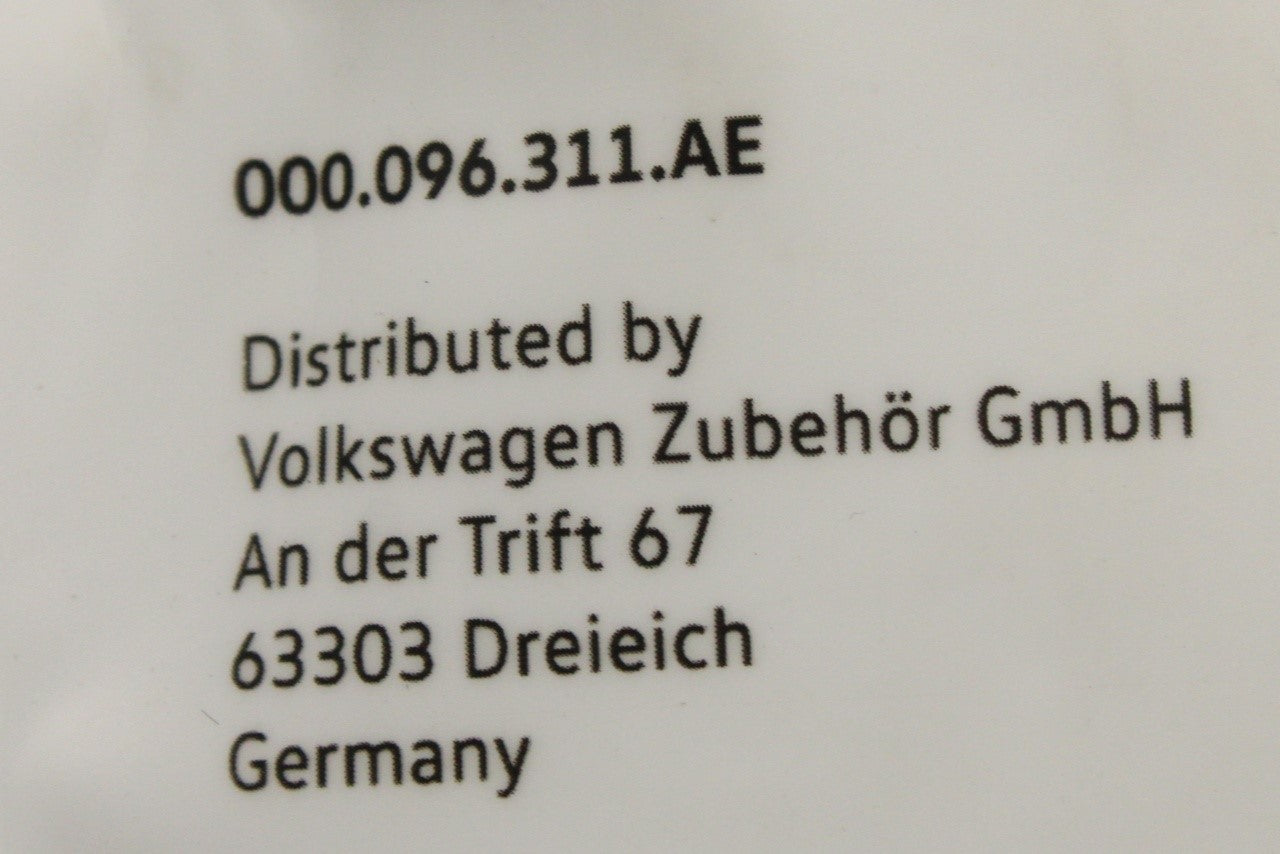 000.096.311.AE
Distributed by
Volkswagen Zubehör GmbH
An der Trift 67
63303 Dreieich
Germany